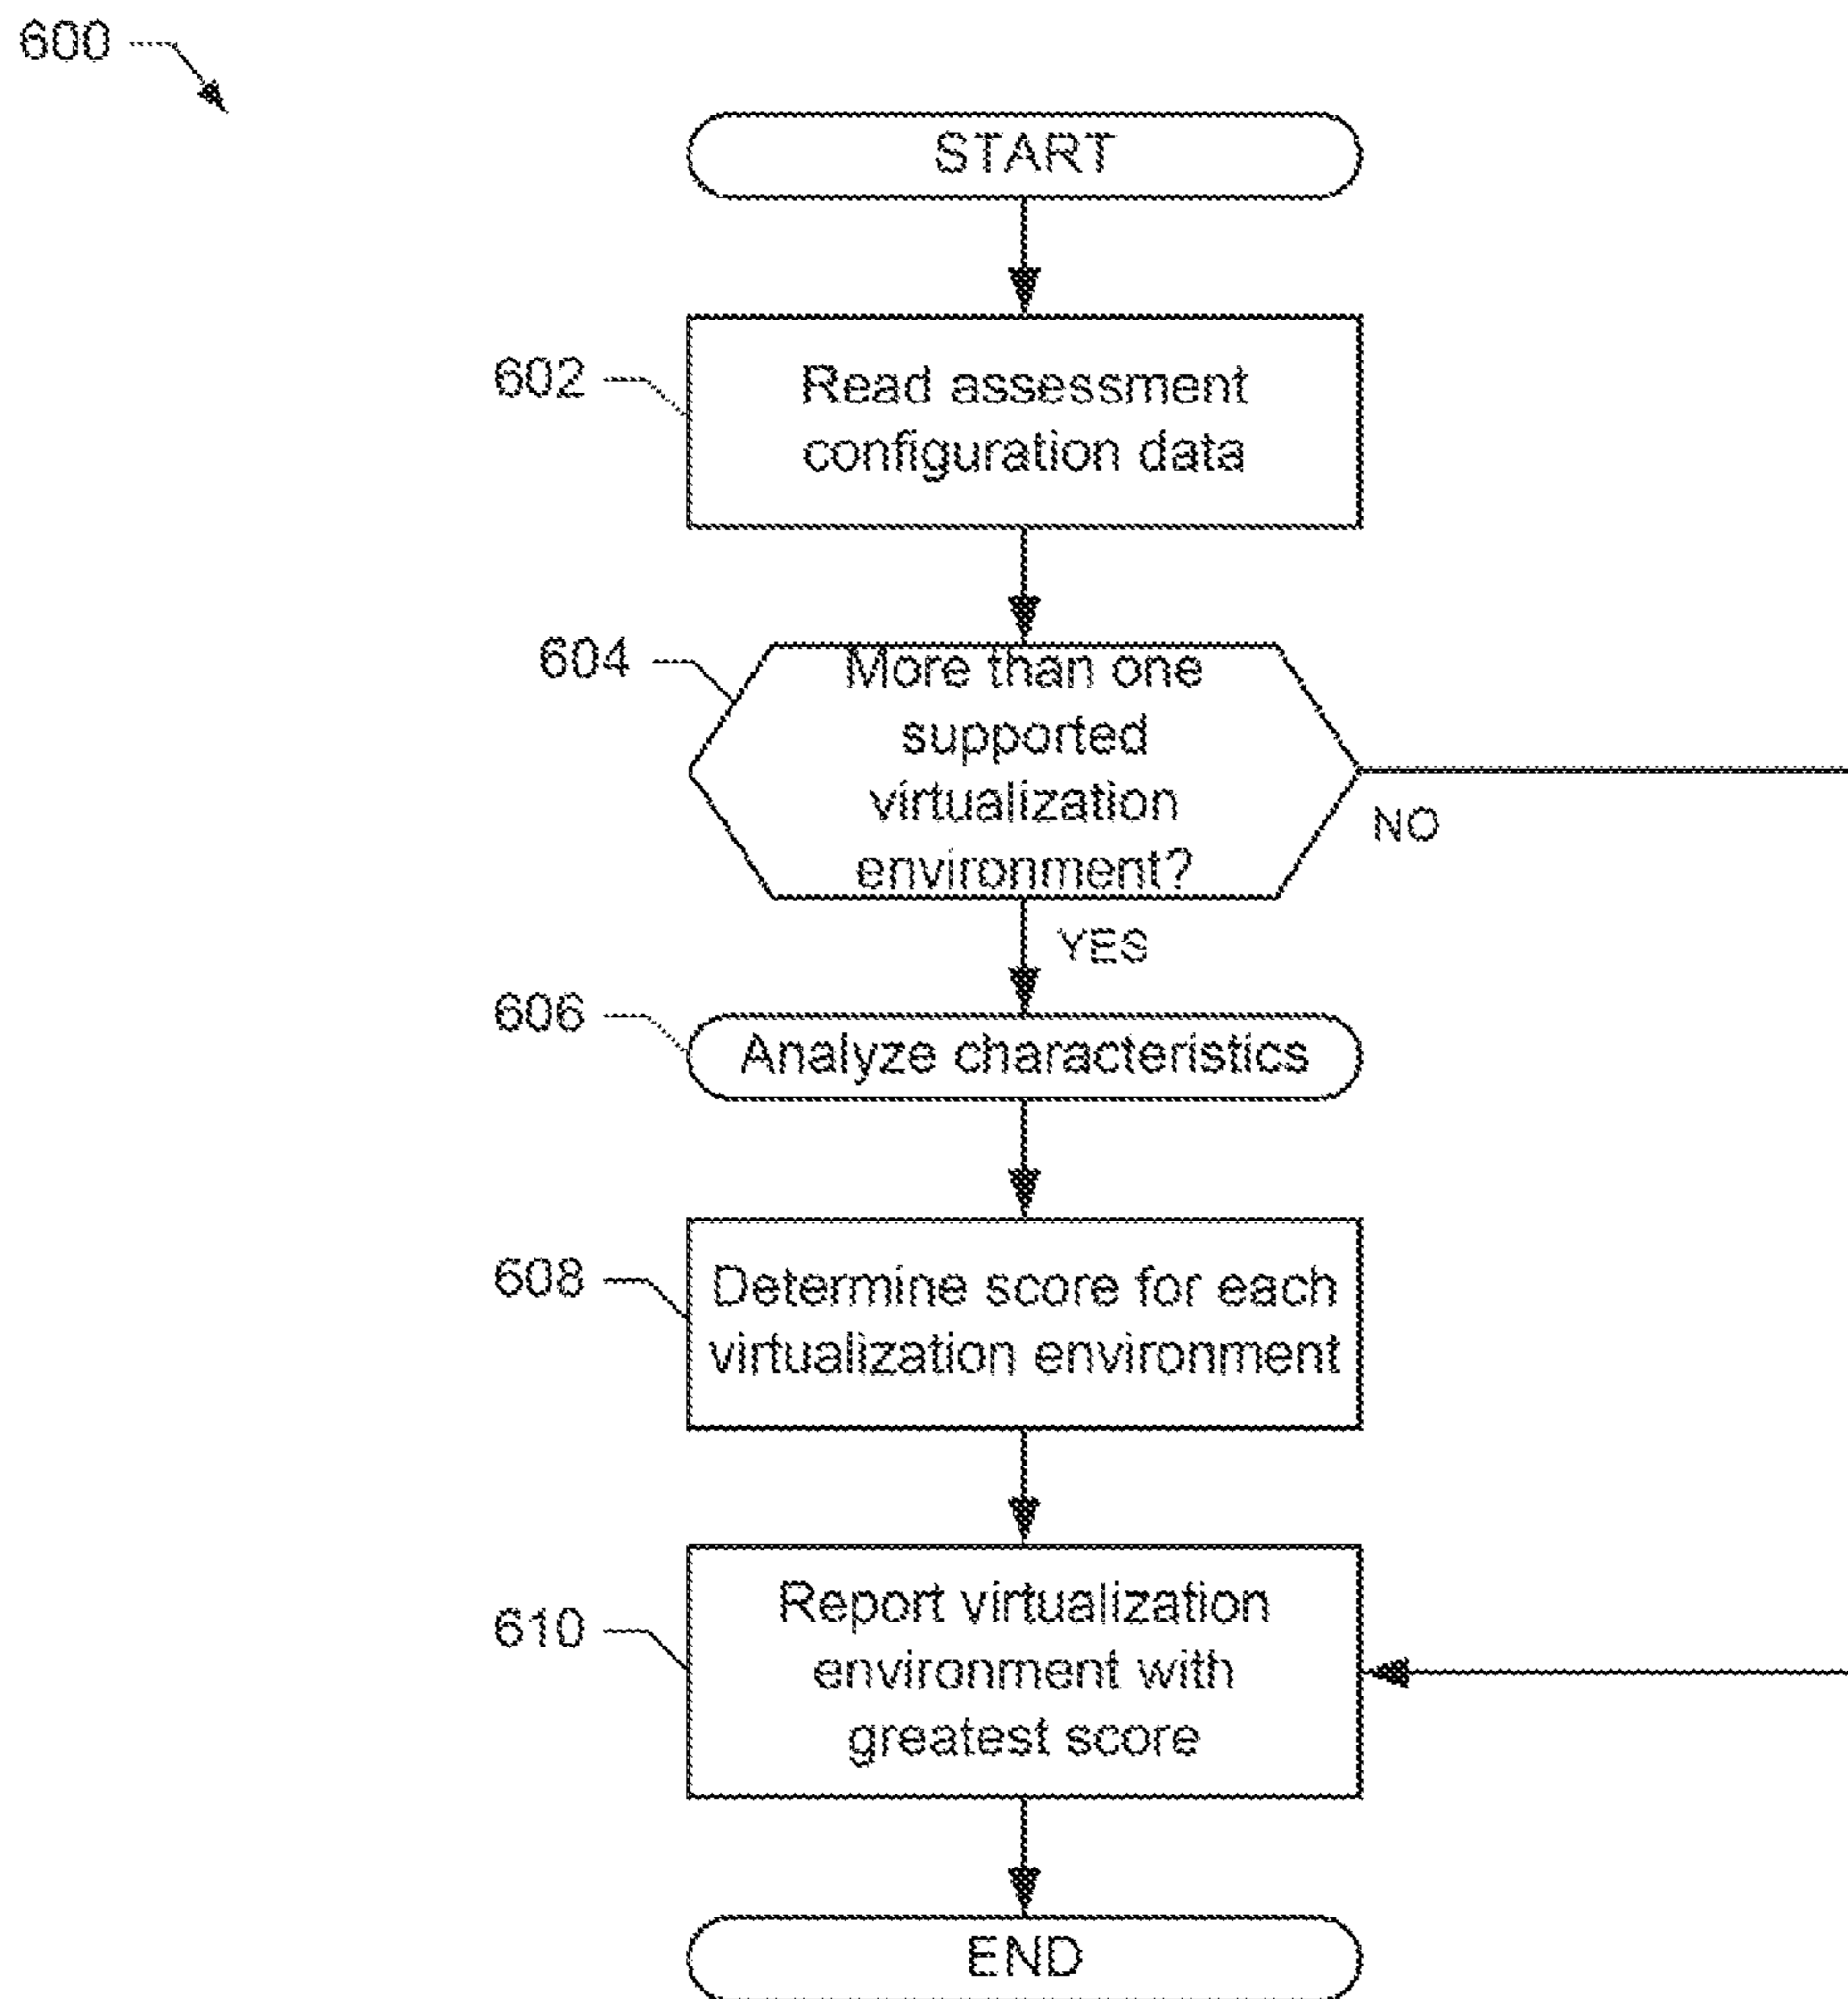 600
START
602
Read assessment
configuration data
604
More than one
supported
virtualization
environment?
NO
YES
606
Analyze characteristics
608
Determine score for each
virtualization environment
610
Report virtualization
environment with
greatest score
END